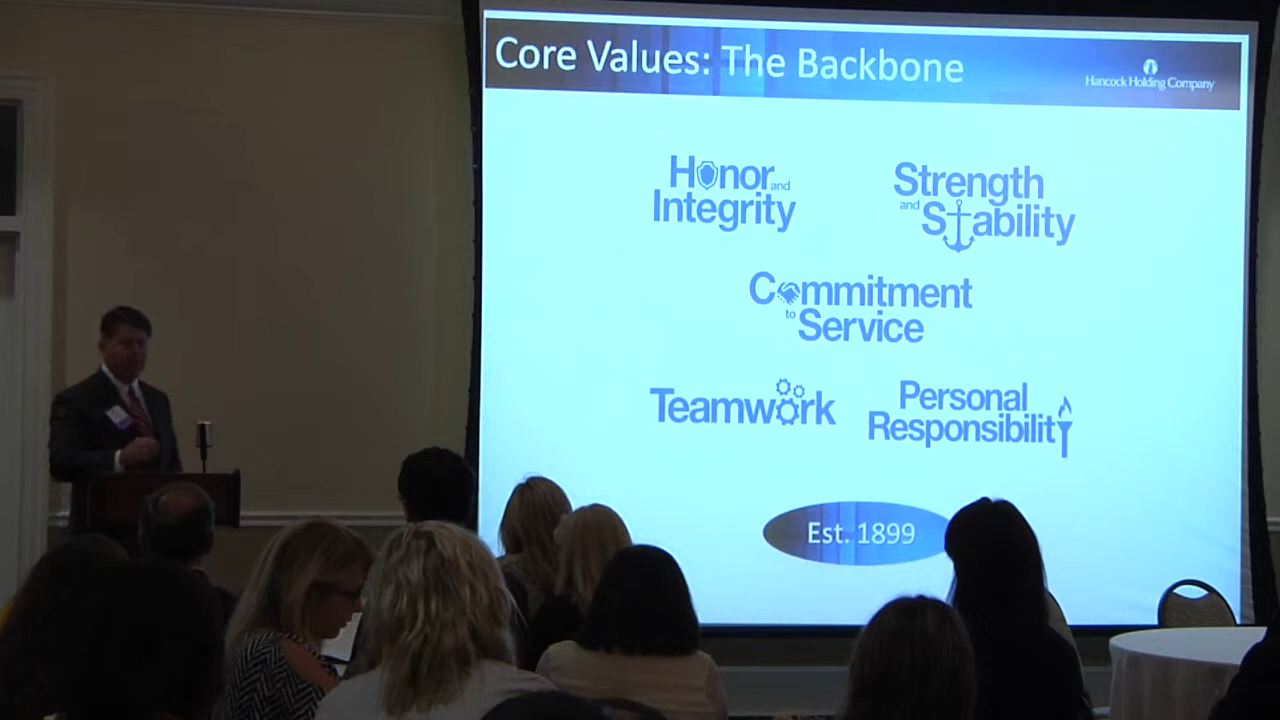 Core Values: The Backbone
Hancock Holding Company
Honor and
Integrity
Strength
and Stability
Commitment
to Service
Teamwork
Personal
Responsibility
Est. 1899